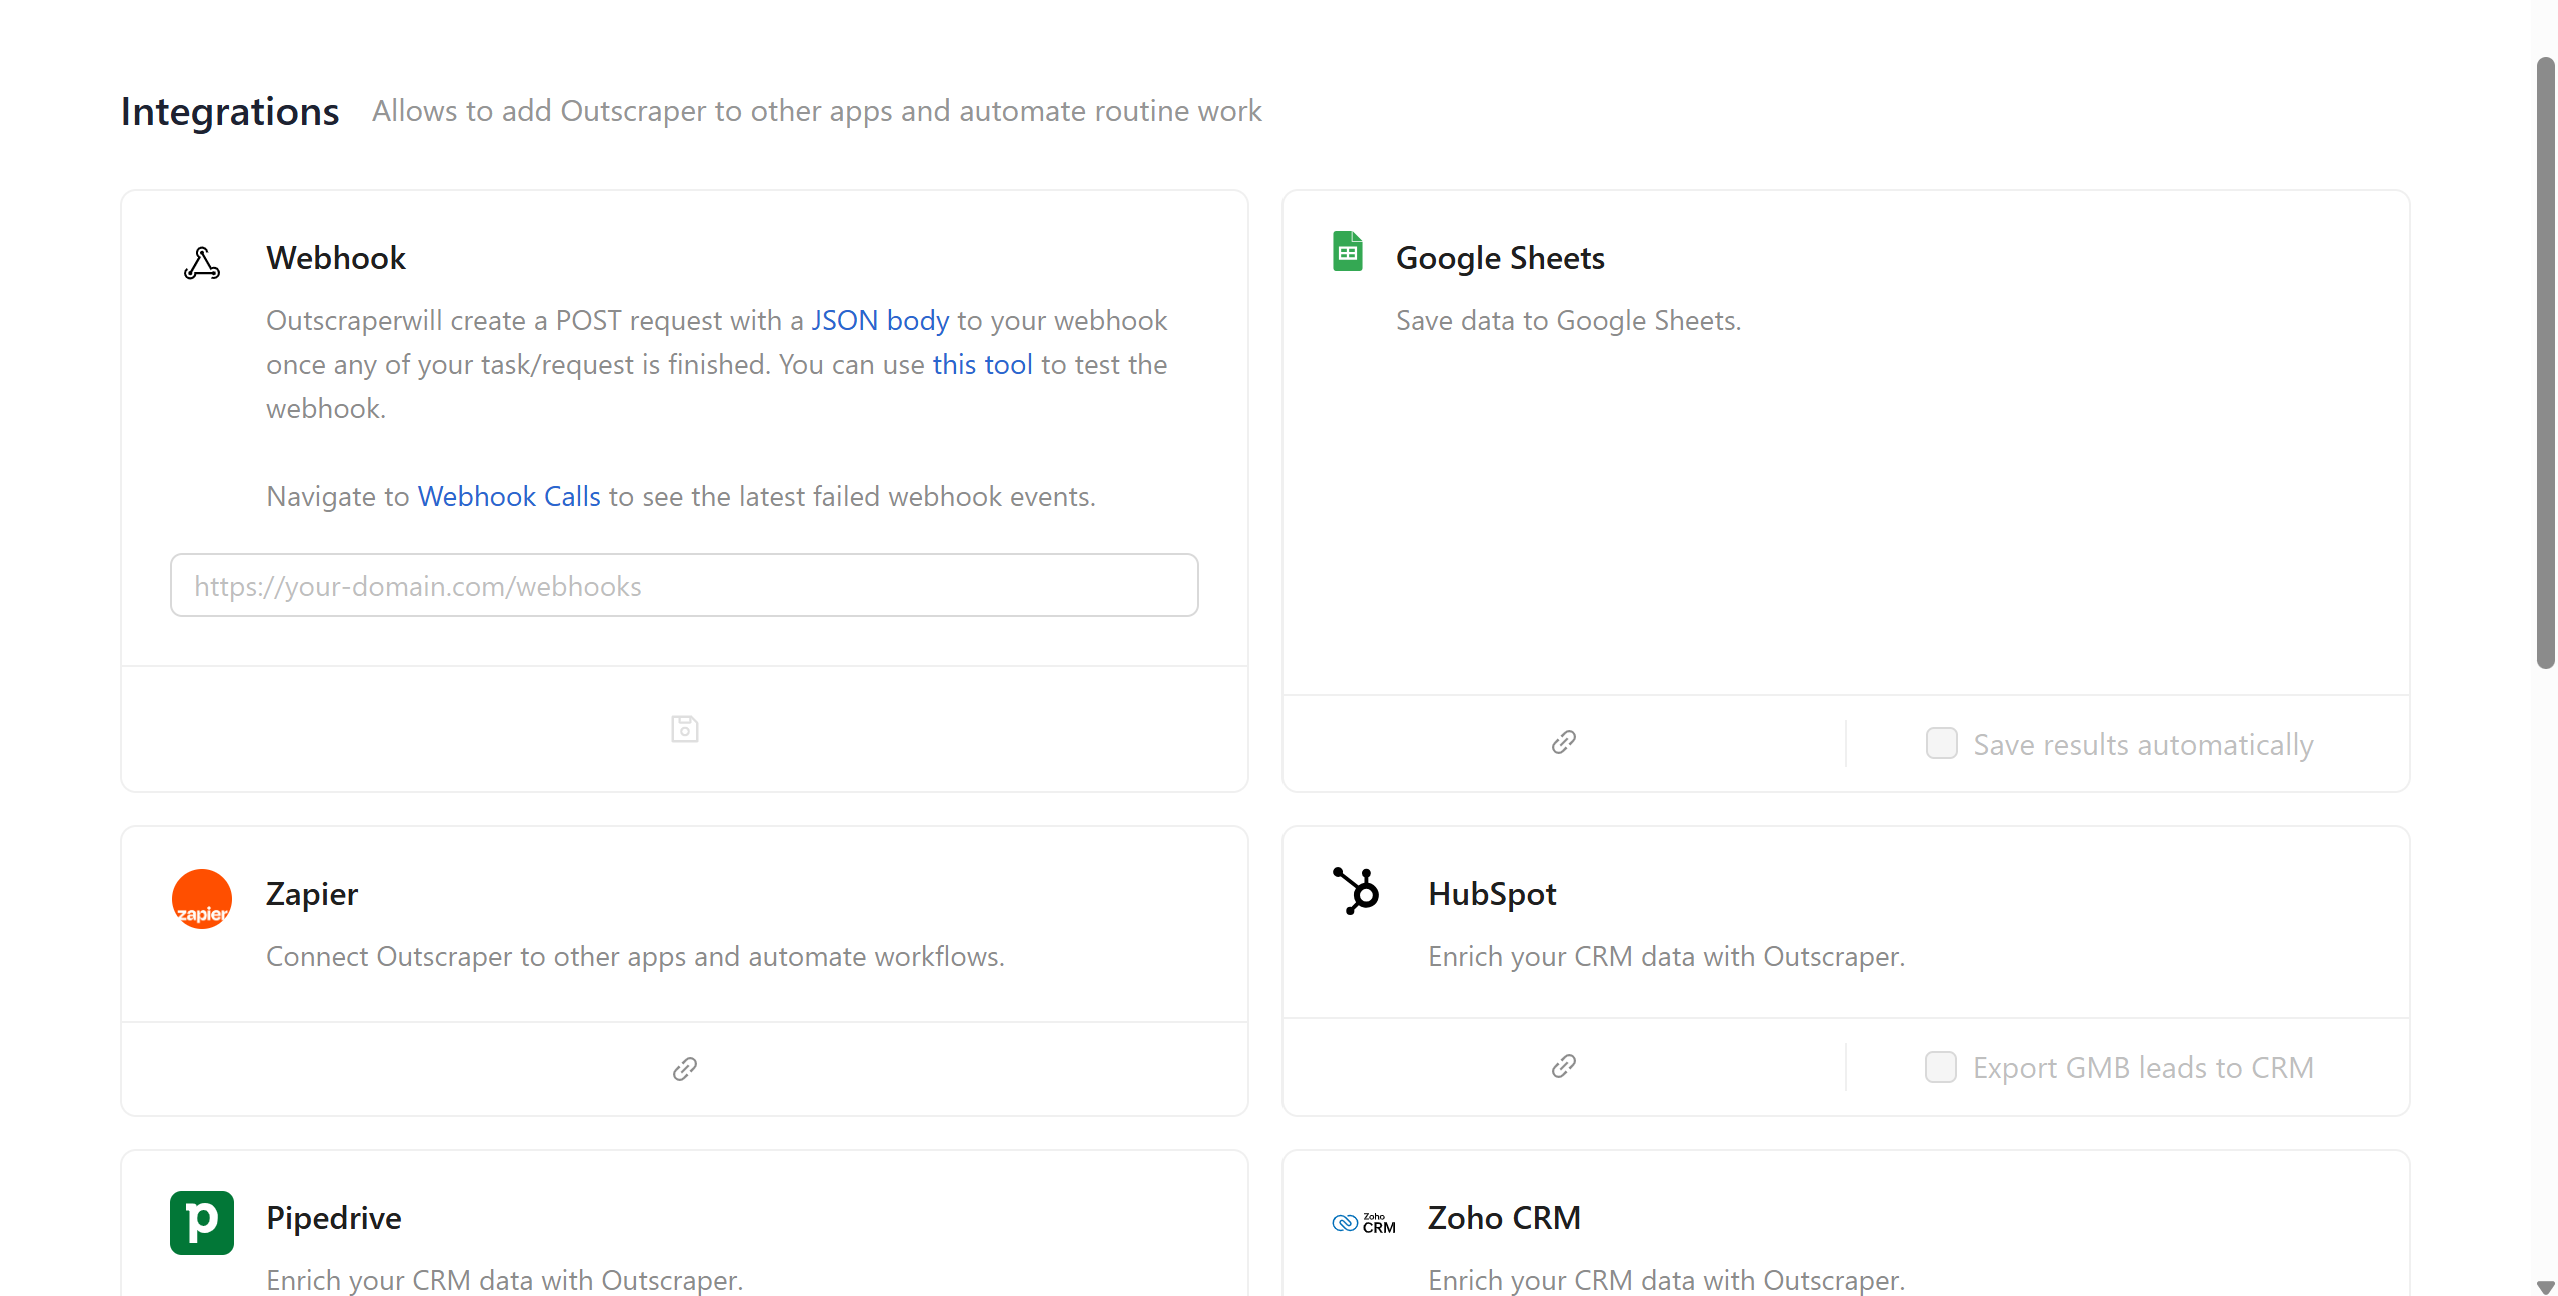 Integrations Allows to add Outscraper to other apps and automate routine work
Webhook
Outscraperwill create a POST request with a JSON body to your webhook
once any of your task/request is finished. You can use this tool to test the
webhook.
Navigate to Webhook Calls to see the latest failed webhook events.
https://your-domain.com/webhooks
Google Sheets
Save data to Google Sheets.
Save results automatically
zapier
Zapier
Connect Outscraper to other apps and automate workflows.
HubSpot
Enrich your CRM data with Outscraper.
Export GMB leads to CRM
p
Pipedrive
Enrich your CRM data with Outscraper.
Zoho
CRM
Zoho CRM
Enrich your CRM data with Outscraper.